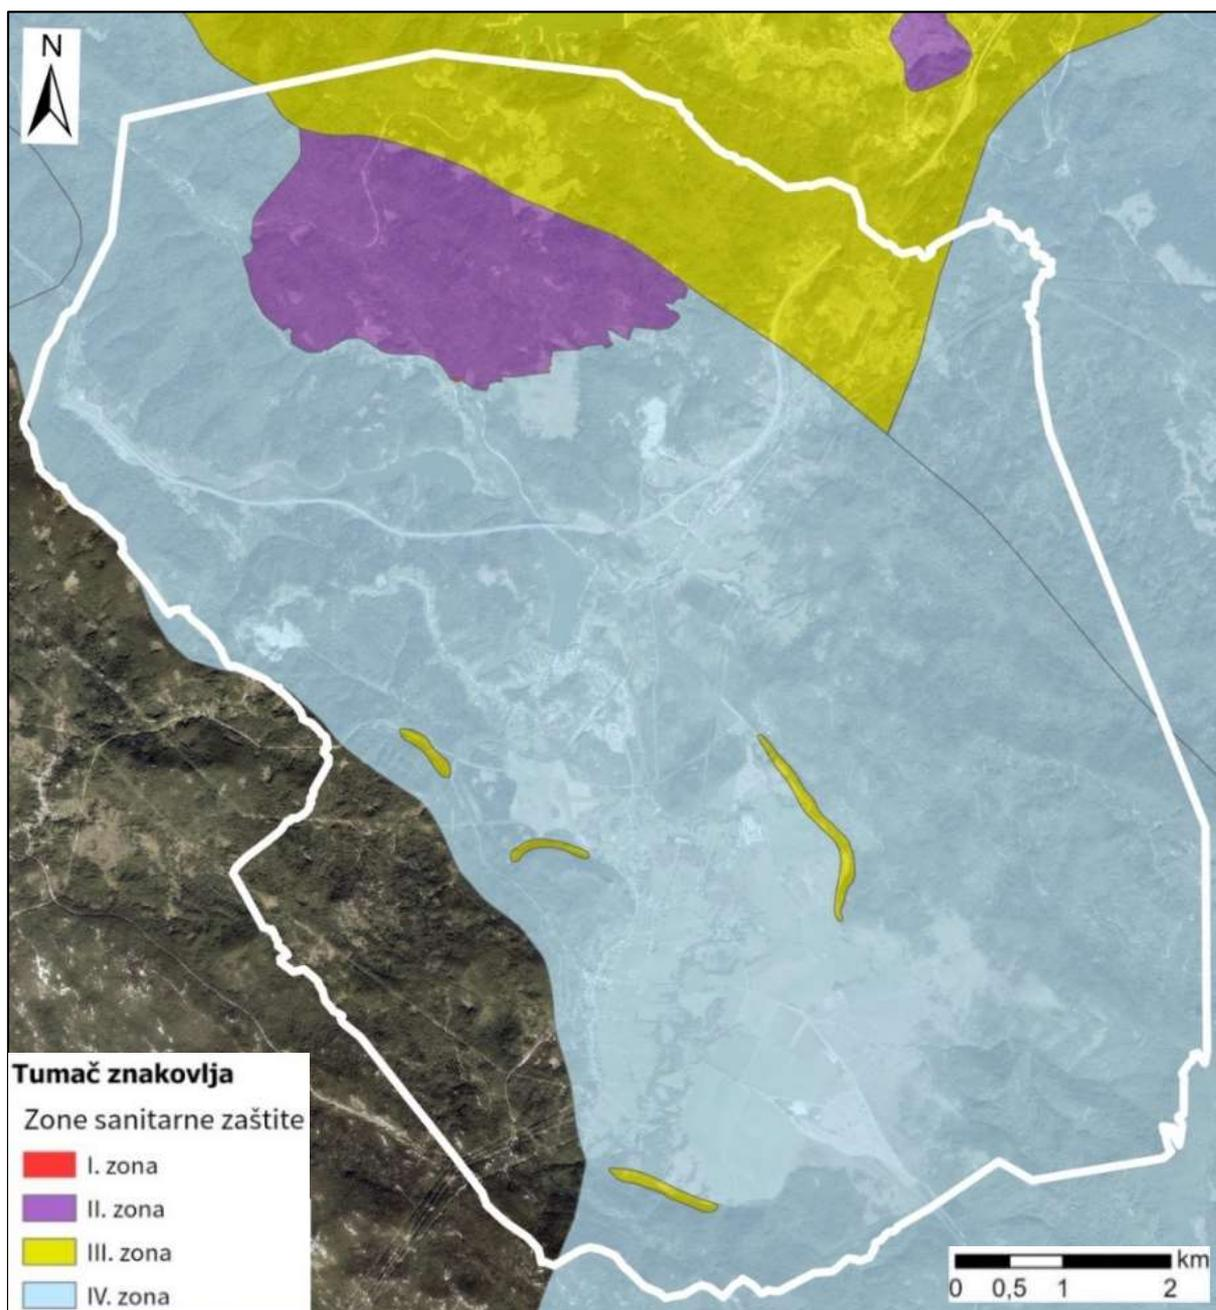 N
Tumač znakovlja
Zone sanitarne zaštite
I. zona
II. zona
III. zona
IV. zona
km
0 0,5 1 2